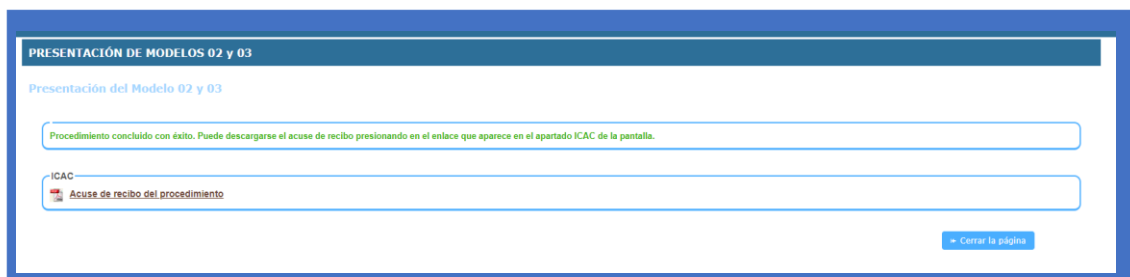 PRESENTACIÓN DE MODELOS 02 y 03
Presentación del Modelo 02 y 03
Procedimiento concluido con éxito. Puede descargarse el acuse de recibo presionando en el enlace que aparece en el apartado ICAC de la pantalla.
ICAC
Acuse de recibo del procedimiento
» Cerrar la página